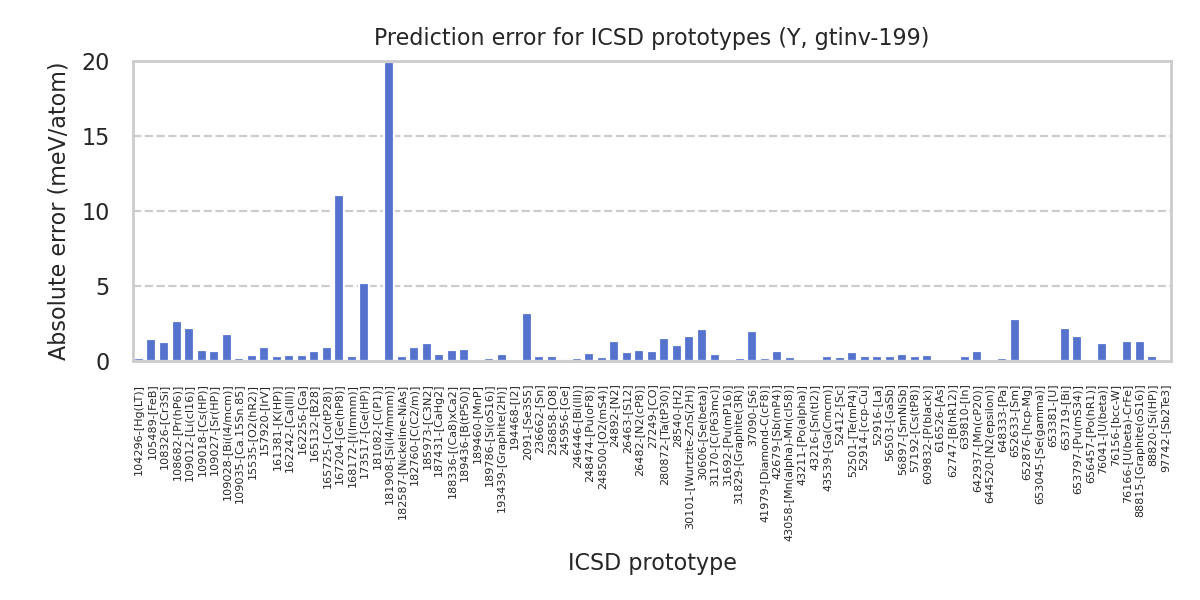 Prediction error for ICSD prototypes (Y, gtinv-199)
Absolute error (meV/atom)
20
15
10
5
0
104296-[Hg(LT)]
105489-[FeB]
108326-[Cr3Si]
108682-[Pr(hP6)]
109012-[Li(cI16)]
109018-[Cs(HP)]
109027-[Sr(HP)]
109028-[Bi(I4/mcm)]
109035-[Ca.15Sn.85]
15535-[O2(hR2)]
157920-[IrV]
161381-[K(HP)]
162242-[Ca(III)]
162256-[Ga]
165132-[B28]
165725-[Co(tP28)]
167204-[Ge(hP8)]
168172-[I(Immm)]
173517-[Ge(HP)]
181082-[C(P1)]
181908-[Si(I4/mmm)]
182587-[Nickeline-NiAs]
182760-[C(C2/m)]
185973-[C3N2]
187431-[CaHg2]
188336-[(Ca8)xCa2]
189436-[B(tP50)]
189460-[MnP]
189786-[Si(oS16)]
193439-[Graphite(2H)]
194468-[I2]
2091-[Se3S5]
236662-[Sn]
236858-[O8]
245956-[Ge]
246446-[Bi(III)]
248474-[Pu(oF8)]
248500-[O2(mS4)]
24892-[N2]
26463-[S12]
26482-[N2(cP8)]
27249-[CO]
280872-[Ta(tP30)]
28540-[H2]
30101-[Wurtzite-ZnS(2H)]
30606-[Se(beta)]
31170-[C(P63mc)]
31692-[Pu(mP16)]
31829-[Graphite(3R)]
37090-[S6]
41979-[Diamond-C(cF8)]
42679-[Sb(mP4)]
43058-[Mn(alpha)-Mn(cI58)]
43211-[Po(alpha)]
43216-[Sn(tI2)]
43539-[Ga(Cmcm)]
52412-[Sc]
52501-[Te(mP4)]
52914-[ccp-Cu]
52916-[La]
56503-[GaSb]
56897-[SmNiSb]
57192-[Cs(tP8)]
609832-[P(black)]
616526-[As]
62747-[B(hR12)]
639810-[In]
642937-[Mn(cP20)]
644520-[N2(epsilon)]
648333-[Pa]
652633-[Sm]
652876-[hcp-Mg]
653045-[Se(gamma)]
653381-[U]
653719-[Bi]
653797-[Pu(mS34)]
656457-[Po(hR1)]
76041-[U(beta)]
76156-[bcc-W]
76166-[U(beta)-CrFe]
88815-[Graphite(oS16)]
88820-[Si(HP)]
97742-[Sb2Te3]
ICSD prototype